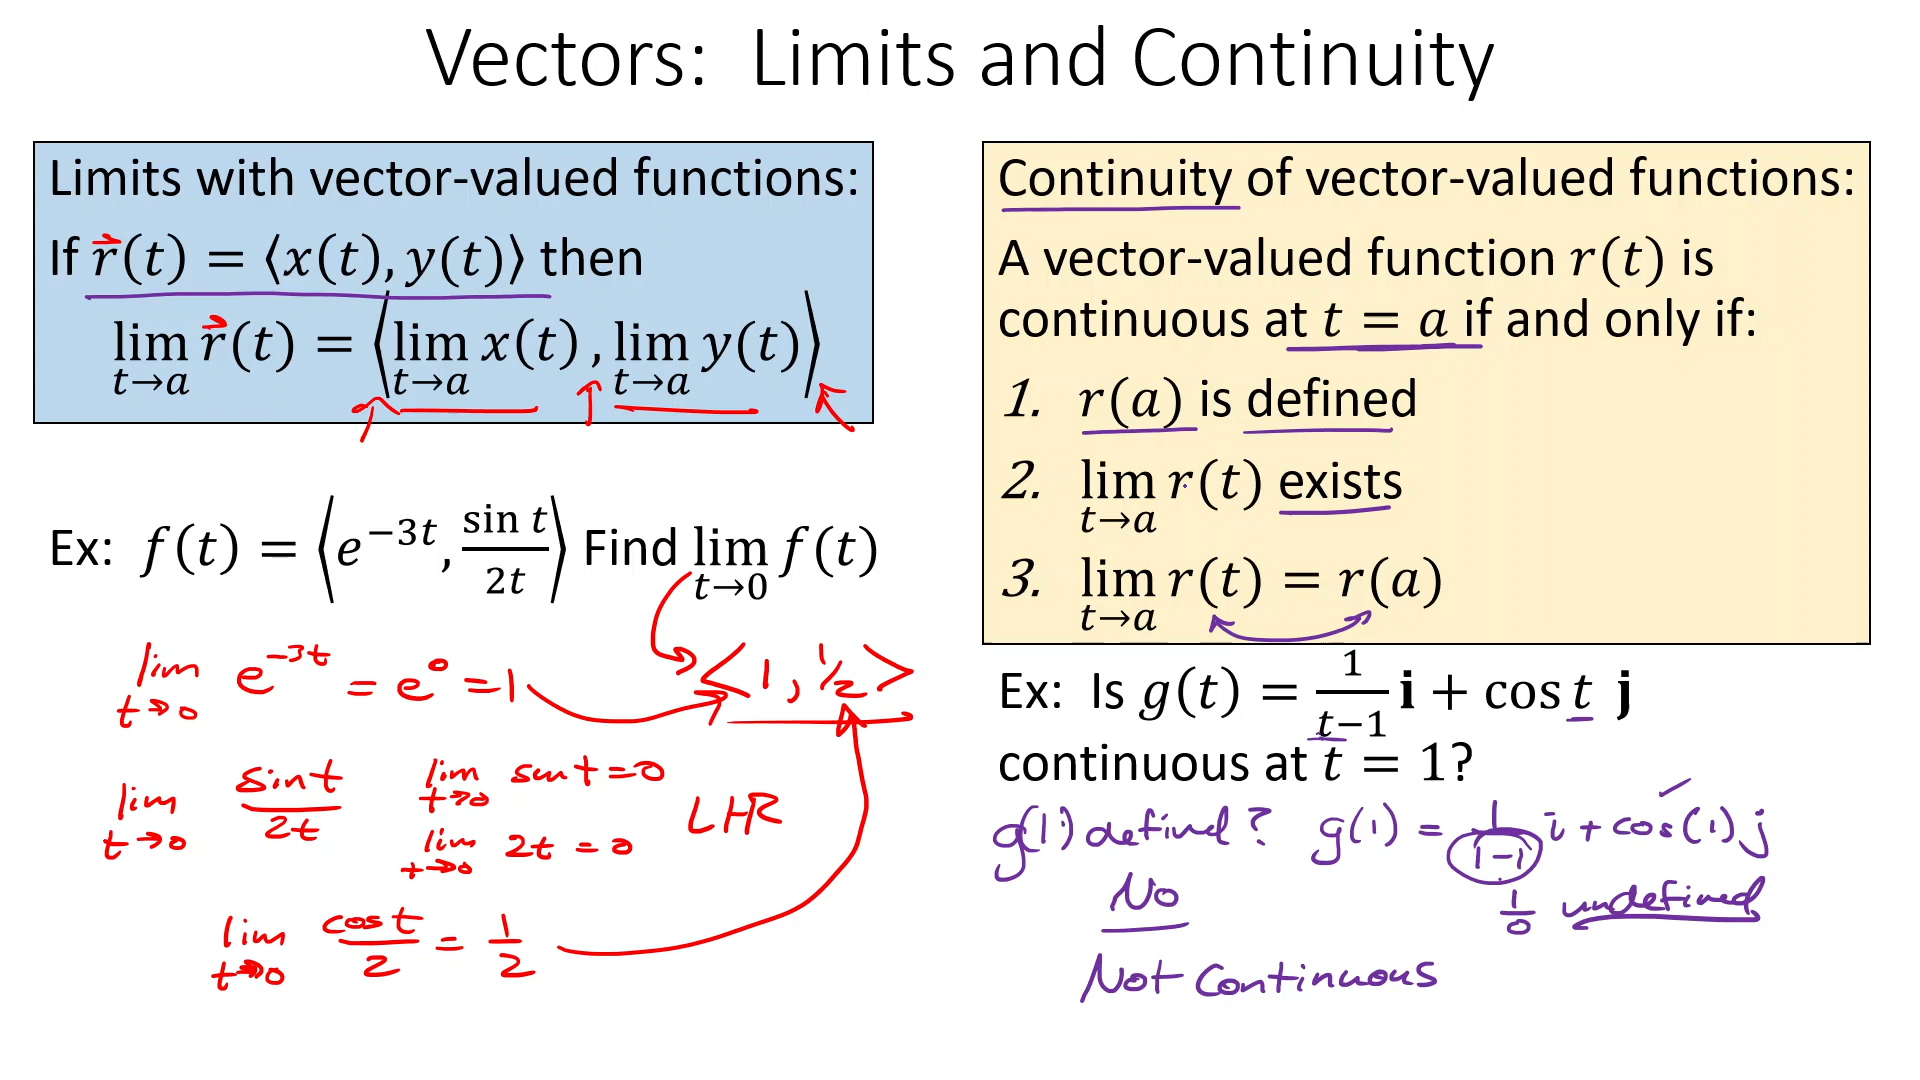 Vectors: Limits and Continuity
Limits with vector-valued functions:
If r⃗(t) = ⟨x(t), y(t)⟩ then
lim t→a r⃗(t) = ⟨lim t→a x(t), lim t→a y(t)⟩
Ex: f(t) = ⟨e^−3t, sin t/2t⟩ Find lim t→0 f(t)
lim t→0 e^−3t = e^0 = 1
<1, 1/2>
lim t→0 sin t/2t
lim t→0 sin t = 0
lim t→0 2t = 0
LHR
lim t→0 cos t/2 = 1/2
Continuity of vector-valued functions:
A vector-valued function r(t) is
continuous at t = a if and only if:
1. r(a) is defined
2. lim t→a r(t) exists
3. lim t→a r(t) = r(a)
Ex: Is g(t) = 1/t−1 i + cos t j
continuous at t = 1?
g(1) defined? g(1) = 1/1−1 i + cos(1) j
No
1/0 undefined
Not Continuous